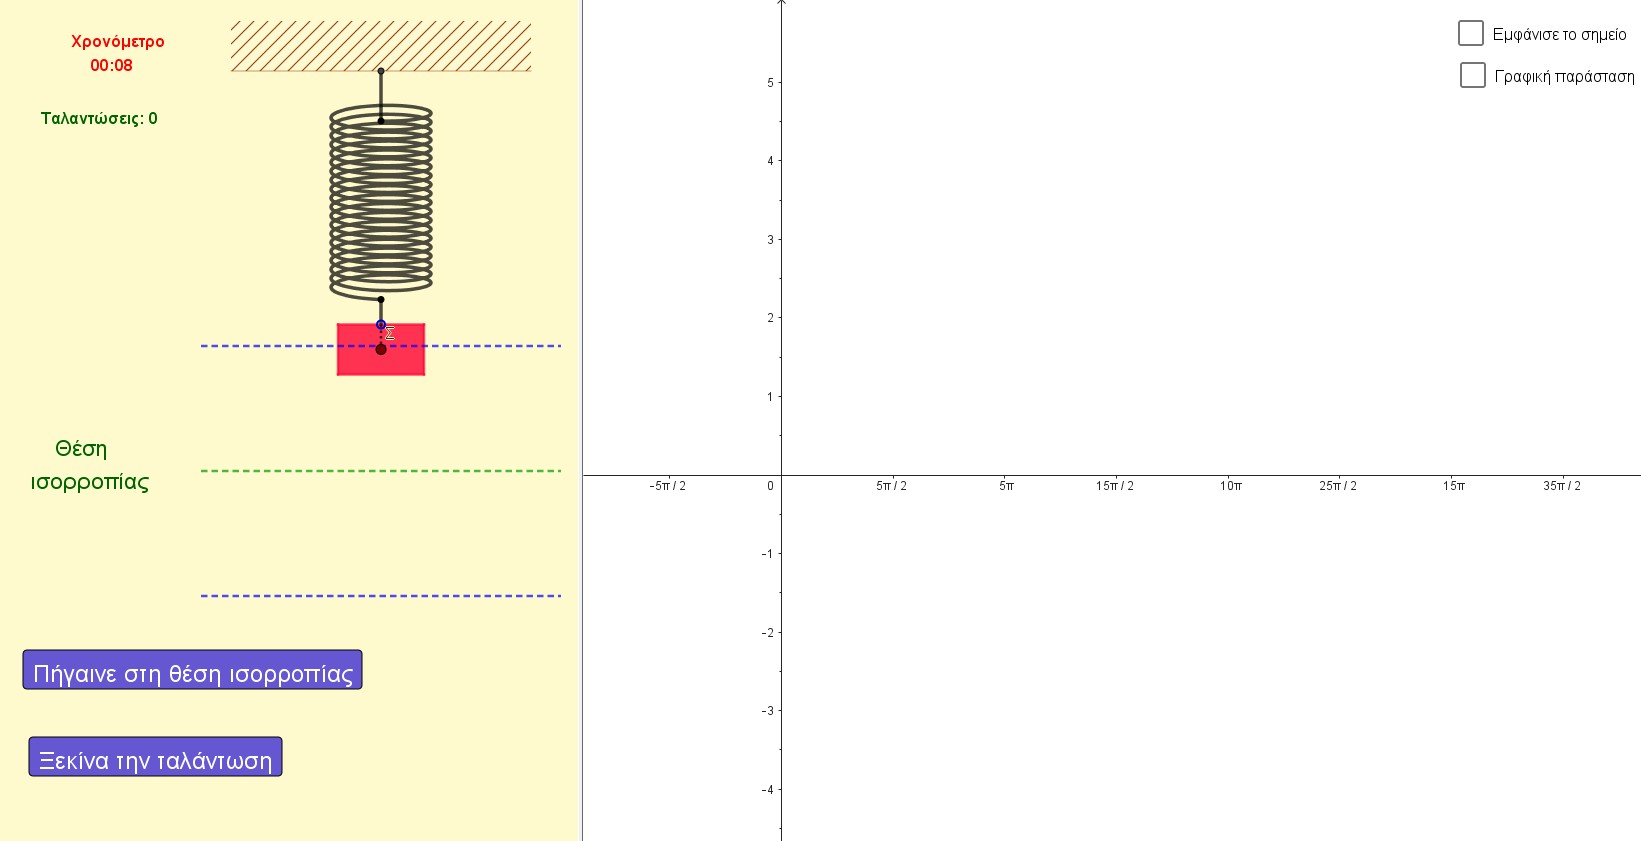 Χρονόμετρο
00:08
Ταλαντώσεις: 0
Σ
Θέση
ισορροπίας
Πήγαινε στη θέση ισορροπίας
Ξεκίνα την ταλάντωση
Εμφάνισε το σημείο
Γραφική παράσταση
5
4
3
2
1
-5π / 2
0
5π / 2
5π
15π / 2
10π
25π / 2
15π
35π / 2
-1
-2
-3
-4